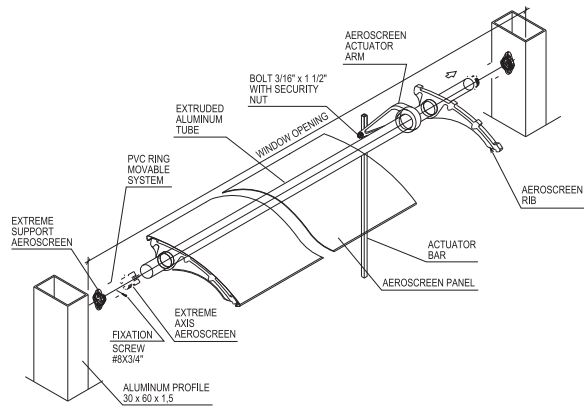 AEROSCREEN
ACTUATOR
ARM
BOLT 3/16" x 1 1/2"
WITH SECURITY
NUT
EXTRUDED
ALUMINUM
TUBE
WINDOW OPENING
PVC RING
MOVABLE
SYSTEM
EXTREME
SUPPORT
AEROSCREEN
AEROSCREEN
RIB
ACTUATOR
BAR
AEROSCREEN PANEL
EXTREME
AXIS
AEROSCREEN
FIXATION
SCREW
#8X3/4"
ALUMINUM PROFILE
30 x 60 x 1,5